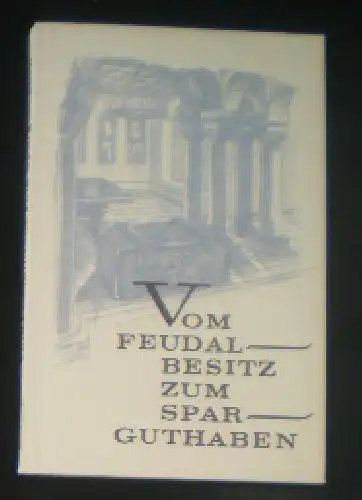 VOM
FEUDAL-
BESITZ
ZUM
SPAR-
GUTHABEN